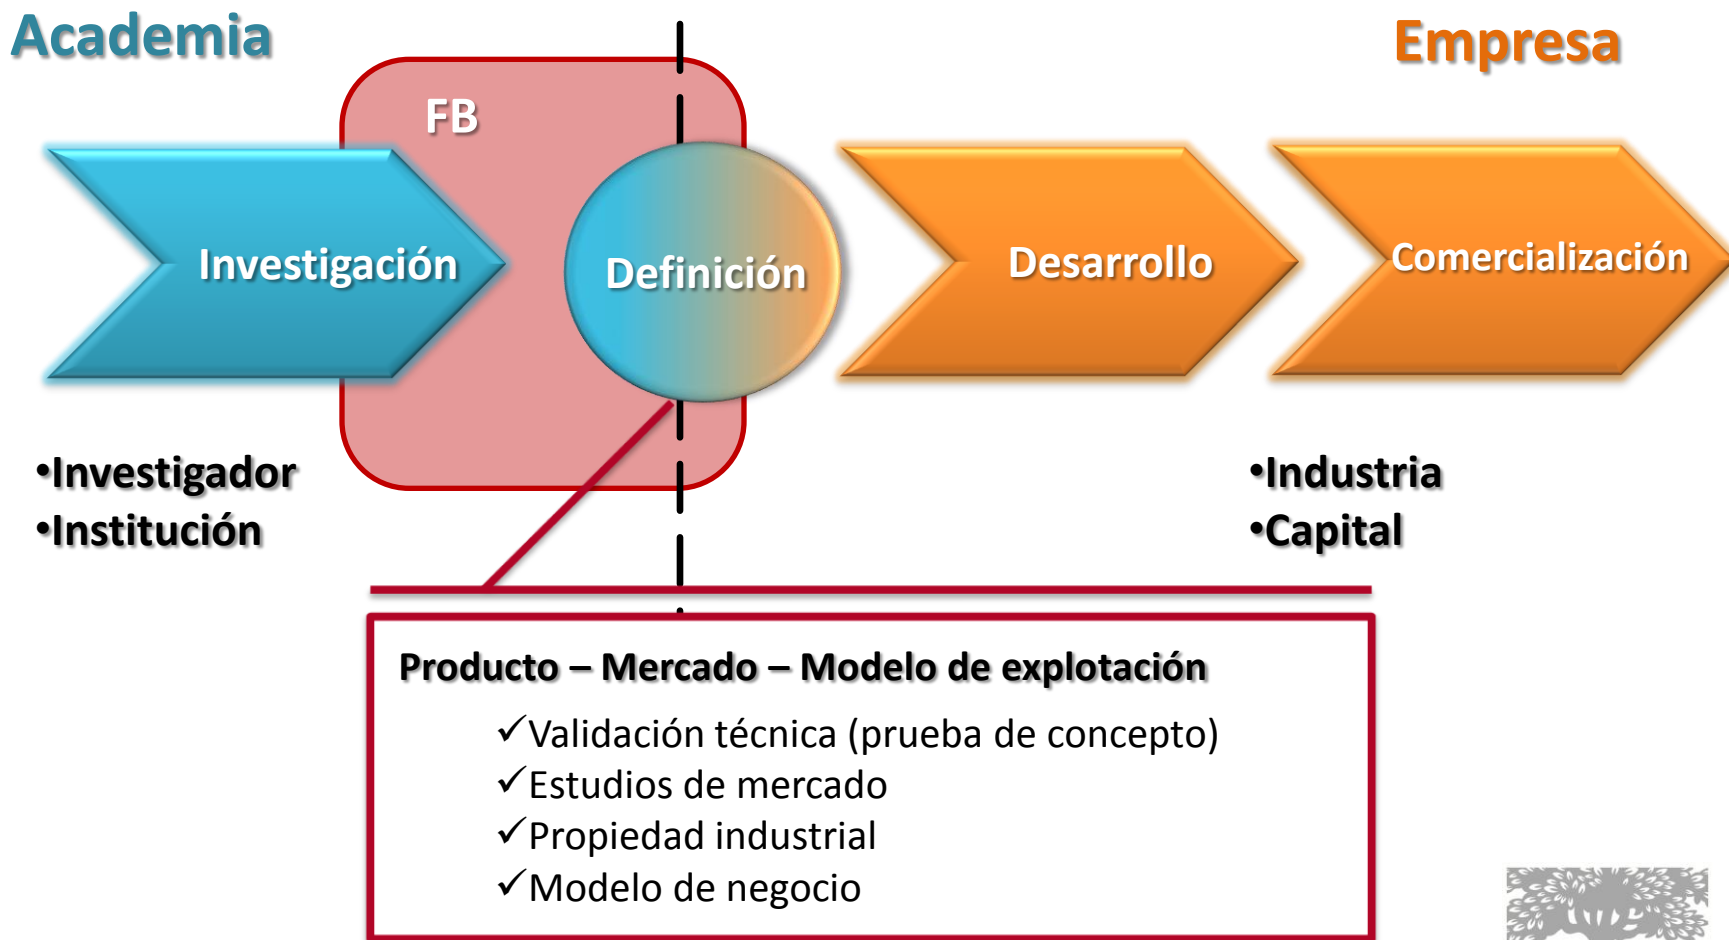 Academia
Empresa
FB
Investigación
Definición
Desarrollo
Comercialización
•Investigador
•Institución
•Industria
•Capital
Producto – Mercado – Modelo de explotación
✓Validación técnica (prueba de concepto)
✓Estudios de mercado
✓Propiedad industrial
✓Modelo de negocio